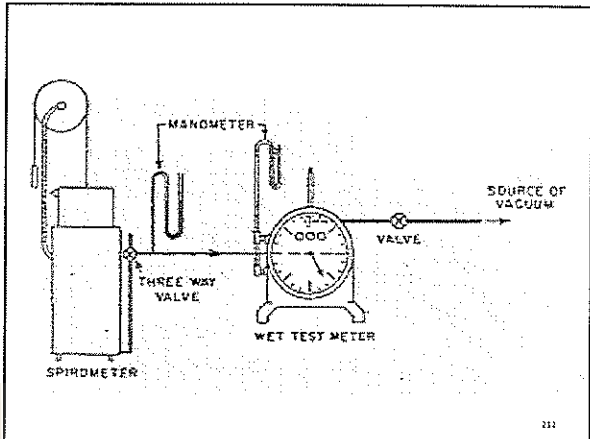 MANOMETER
SOURCE OF
VACUUM
VALVE
THREE WAY
VALVE
WET TEST METER
SPIROMETER